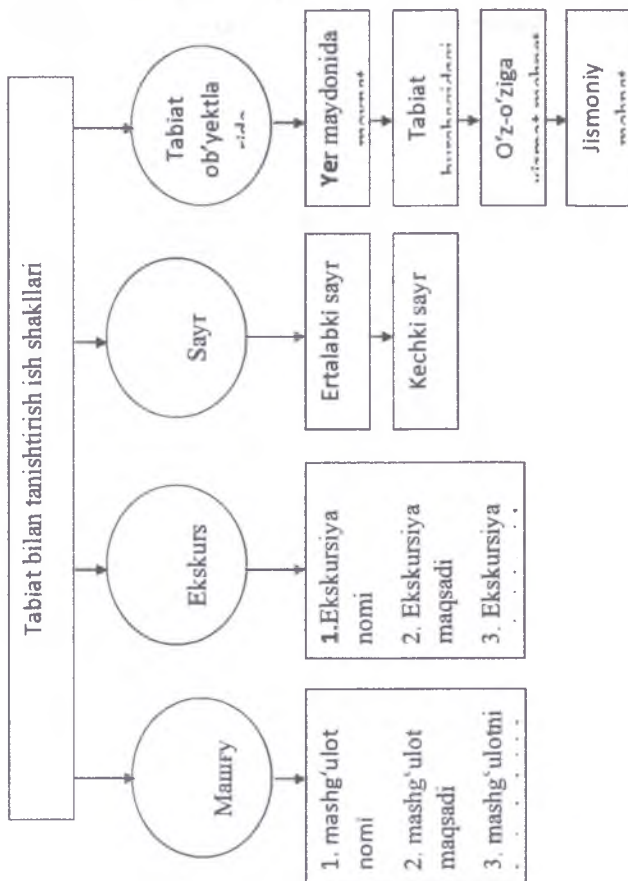 Tabiat bilan tanishtirish ish shakllari
Машғу
1. mashg‘ulot
nomi
2. mashg‘ulot
maqsadi
3. mashg‘ulotni
Ekskurs
1.Ekskursiya
nomi
2. Ekskursiya
maqsadi
3. Ekskursiya
Sayr
Ertalabki sayr
Kechki sayr
Tabiat
ob'yektla
Yer maydonida
Tabiat
O'z-o'ziga
Jismoniy